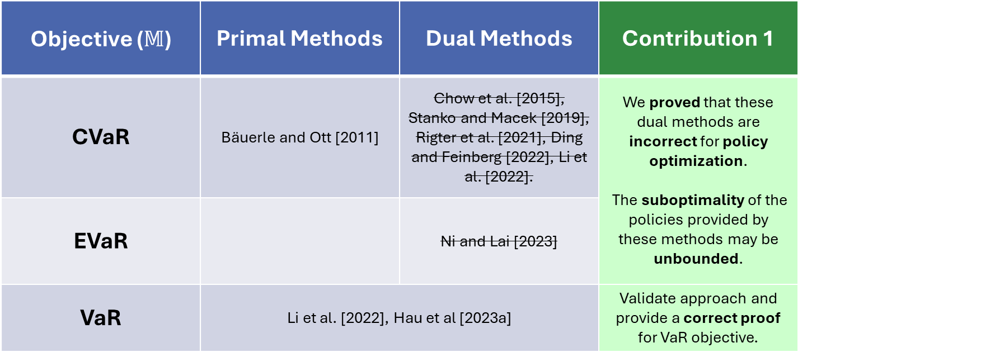 Objective (𝕄)
Primal Methods
Dual Methods
Contribution 1
CVaR
Bäuerle and Ott [2011]
Chow et al. [2015],
Stanko and Macek [2019],
Rigter et al. [2021], Ding
and Feinberg [2022], Li et
al. [2022].
We proved that these
dual methods are
incorrect for policy
optimization.
The suboptimality of the
policies provided by
these methods may be
unbounded.
EVaR
Ni and Lai [2023]
VaR
Li et al. [2022], Hau et al [2023a]
Validate approach and
provide a correct proof
for VaR objective.